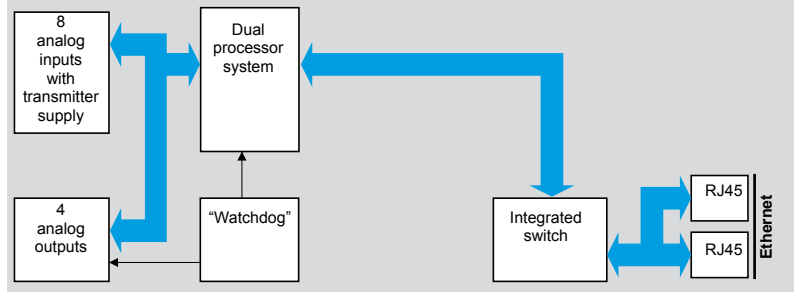 8
analog
inputs
with
transmitter
supply
Dual
processor
system
4
analog
outputs
“Watchdog”
Integrated
switch
RJ45
RJ45
Ethernet